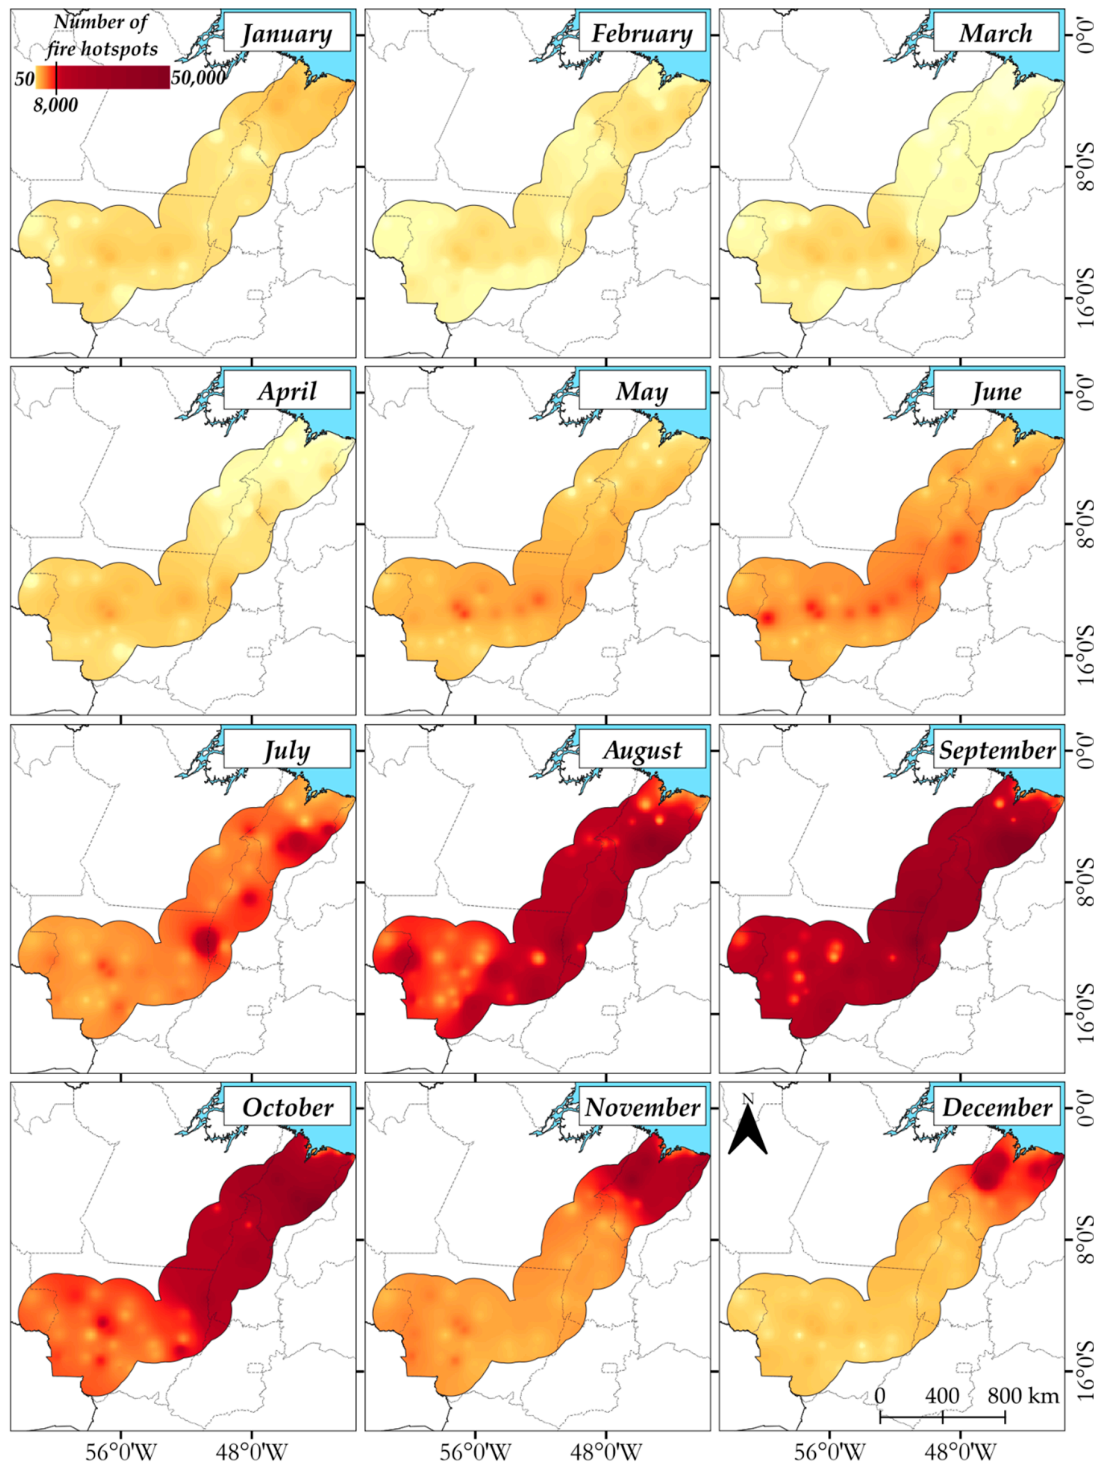 Number of
fire hotspots
50
50,000
8,000
January
February
March
0°0'
8°0'S
16°0'S
April
May
June
0°0'
8°0'S
16°0'S
July
August
September
0°0'
8°0'S
16°0'S
October
November
N
December
0°0'
8°0'S
16°0'S
0 400 800 km
56°0'W 48°0'W 56°0'W 48°0'W 56°0'W 48°0'W